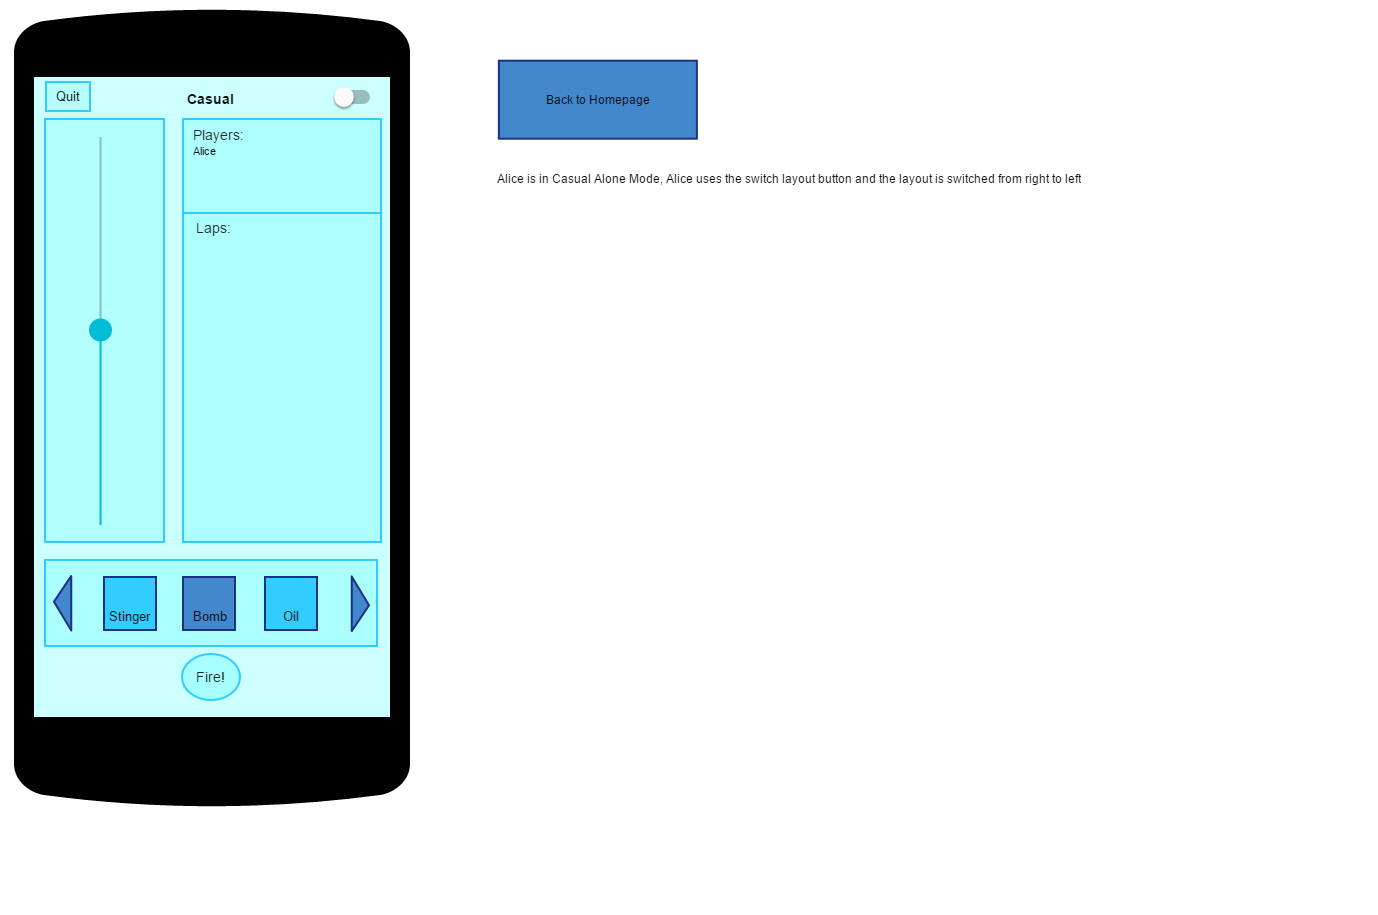 Quit
Casual
Players:
Alice
Laps:
Stinger
Bomb
Oil
Fire!
Back to Homepage
Alice is in Casual Alone Mode, Alice uses the switch layout button and the layout is switched from right to left